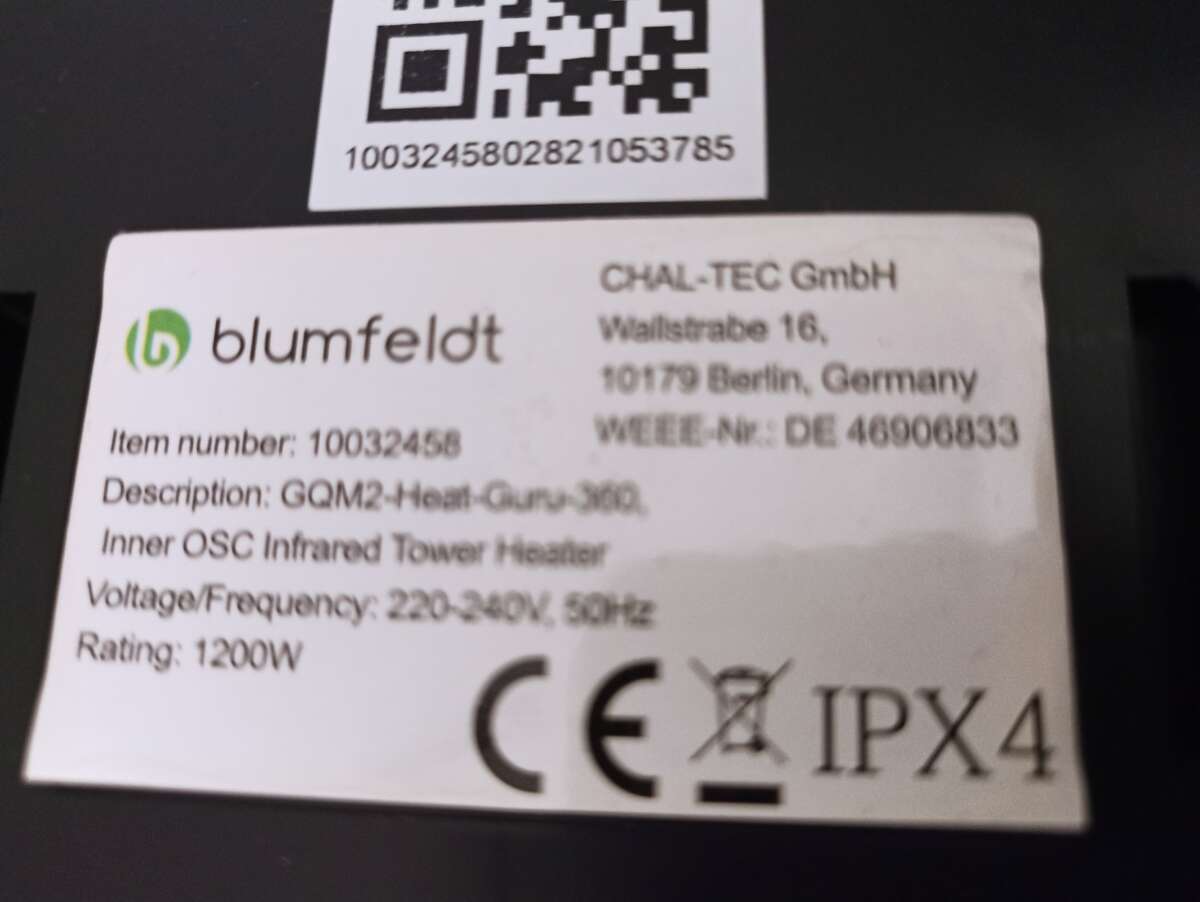 1003245802821053785
blumfeldt
CHAL-TEC GmbH
Wallstrabe 16,
10179 Berlin, Germany
WEEE-Nr.: DE 46906833
Item number: 10032458
Description: GQM2-Heat-Guru-360,
Inner OSC Infrared Tower Heater
Voltage/Frequency: 220-240V, 50Hz
Rating: 1200W
CE IPX4